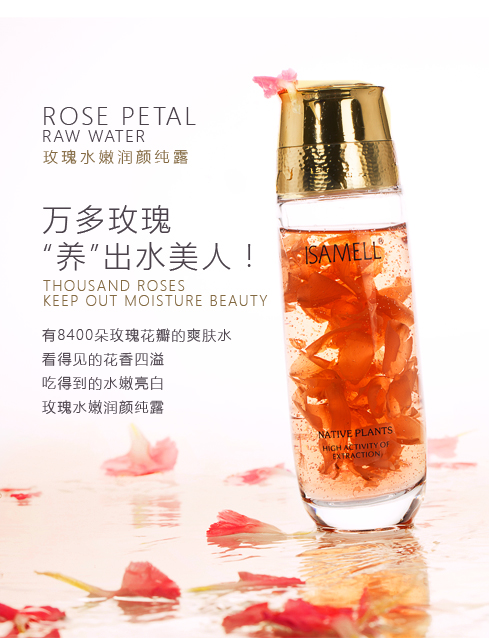 ROSE PETAL
RAW WATER
玫瑰水嫩润颜纯露
万多玫瑰
“养”出水美人！
THOUSAND ROSES
KEEP OUT MOISTURE BEAUTY
有8400朵玫瑰花瓣的爽肤水
看得见的花香四溢
吃得到的水嫩亮白
玫瑰水嫩润颜纯露
ISAMELL®
NATIVE PLANTS
HIGH ACTIVITY OF
EXTRACTION